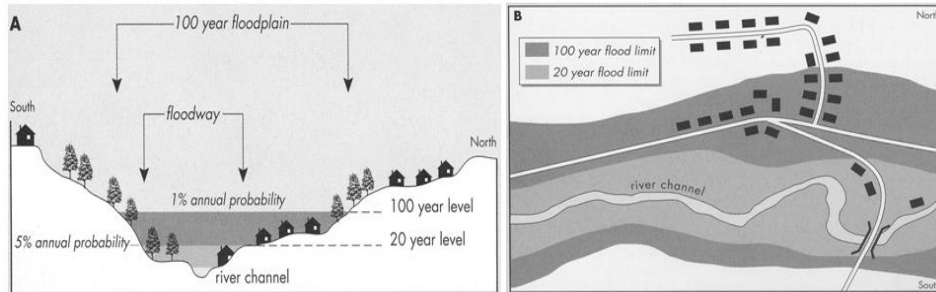 A
100 year floodplain
South
floodway
North
1% annual probability
100 year level
5% annual probability
20 year level
river channel
B
North
100 year flood limit
20 year flood limit
river channel
South